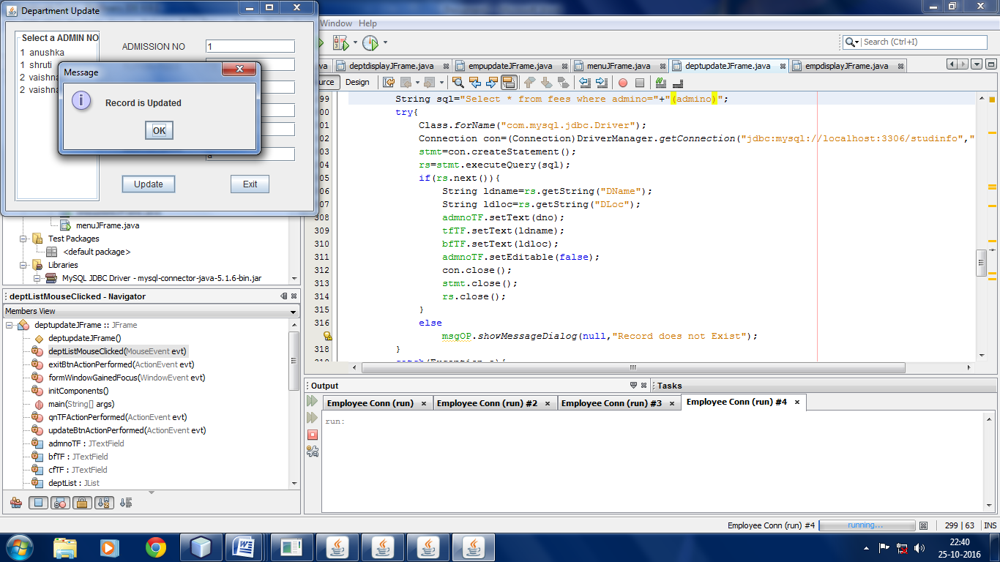 Department Update
Select a ADMIN NO
1 anushka
1 shruti
2 vaishna
2 vaishna
ADMISSION NO
1
Message
Record is Updated
OK
Update
Exit
Window Help
Search (Ctrl+I)
deptdisplayJFrame.java
empupdateJFrame.java
menuJFrame.java
deptupdateJFrame.java
empdisplayJFrame.java
Design
99 String sql="Select * from fees where admino="+"(admino)";
00 try{
01 Class.forName("com.mysql.jdbc.Driver");
02 Connection con=(Connection)DriverManager.getConnection("jdbc:mysql://localhost:3306/studinfo","
03 stmt=con.createStatement();
04 rs=stmt.executeQuery(sql);
05 if(rs.next()){
06 String ldname=rs.getString("DName");
07 String ldloc=rs.getString("DLoc");
308 admnoTF.setText(dno);
309 tfTF.setText(ldname);
310 bfTF.setText(ldloc);
311 admnoTF.setEditable(false);
312 con.close();
313 stmt.close();
314 rs.close();
315 }
316 else
msgOP.showMessageDialog(null,"Record does not Exist");
318 }
menuJFrame.java
Test Packages
<default package>
Libraries
MySQL JDBC Driver - mysql-connector-java-5.1.6-bin.jar
deptListMouseClicked - Navigator
Members View
deptupdateJFrame :: JFrame
deptupdateJFrame()
deptListMouseClicked(MouseEvent evt)
exitBtnActionPerformed(ActionEvent evt)
formWindowGainedFocus(WindowEvent evt)
initComponents()
main(String[] args)
qnTFActionPerformed(ActionEvent evt)
updateBtnActionPerformed(ActionEvent evt)
admnoTF : JTextField
bfTF : JTextField
cfTF : JTextField
deptList : JList
Output
Tasks
Employee Conn (run)
Employee Conn (run) #2
Employee Conn (run) #3
Employee Conn (run) #4
run:
Employee Conn (run) #4
running...
299 | 63
INS
22:40
25-10-2016